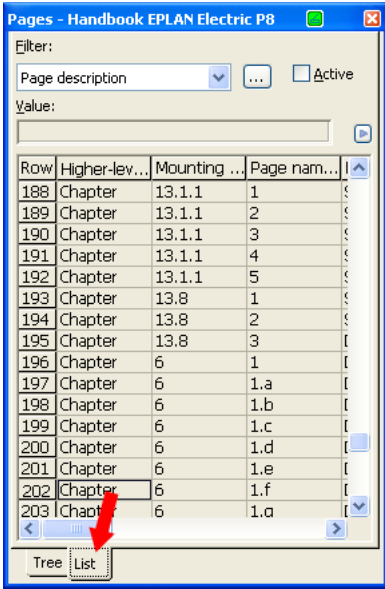 Pages - Handbook EPLAN Electric P8
Filter:
Page description ... Active
Value:
Row Higher-lev... Mounting ... Page nam...
188 Chapter 13.1.1 1
189 Chapter 13.1.1 2
190 Chapter 13.1.1 3
191 Chapter 13.1.1 4
192 Chapter 13.1.1 5
193 Chapter 13.8 1
194 Chapter 13.8 2
195 Chapter 13.8 3
196 Chapter 6 1
197 Chapter 6 1.a
198 Chapter 6 1.b
199 Chapter 6 1.c
200 Chapter 6 1.d
201 Chapter 6 1.e
202 Chapter 6 1.f
203 Chapter 6 1.g
Tree List